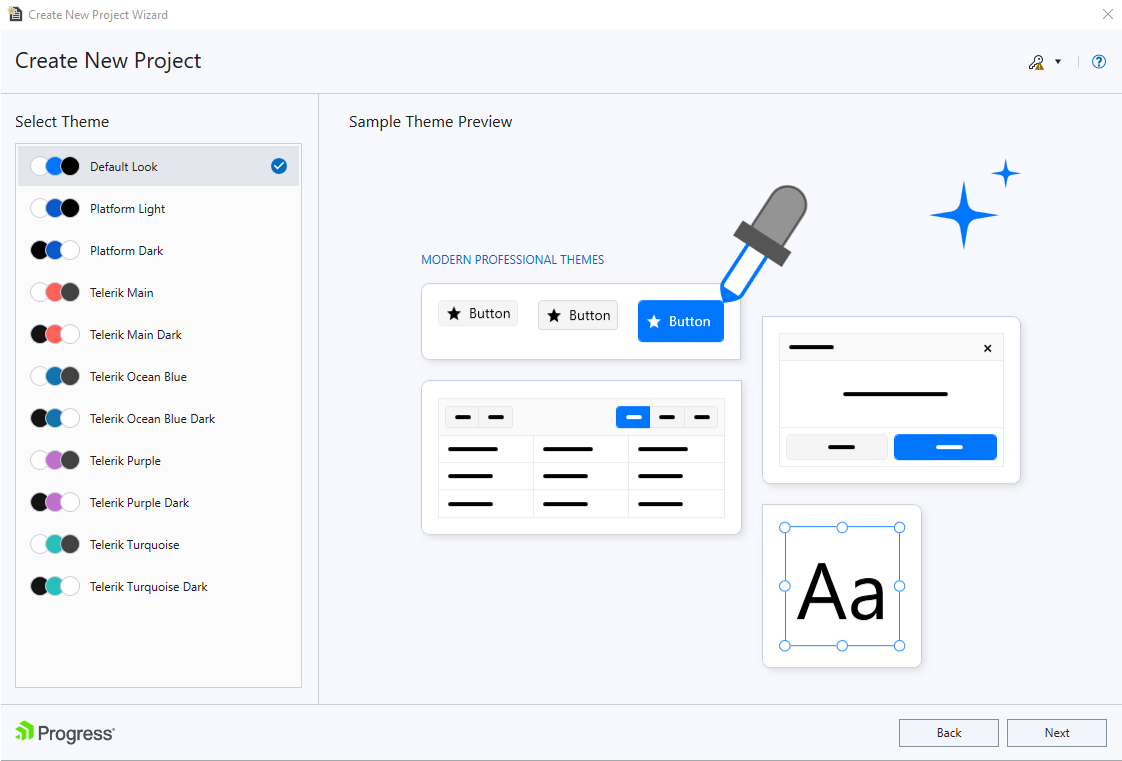 Create New Project Wizard
Create New Project
Select Theme
Default Look
Platform Light
Platform Dark
Telerik Main
Telerik Main Dark
Telerik Ocean Blue
Telerik Ocean Blue Dark
Telerik Purple
Telerik Purple Dark
Telerik Turquoise
Telerik Turquoise Dark
Sample Theme Preview
MODERN PROFESSIONAL THEMES
Button Button Button
Aa
Progress
Back Next